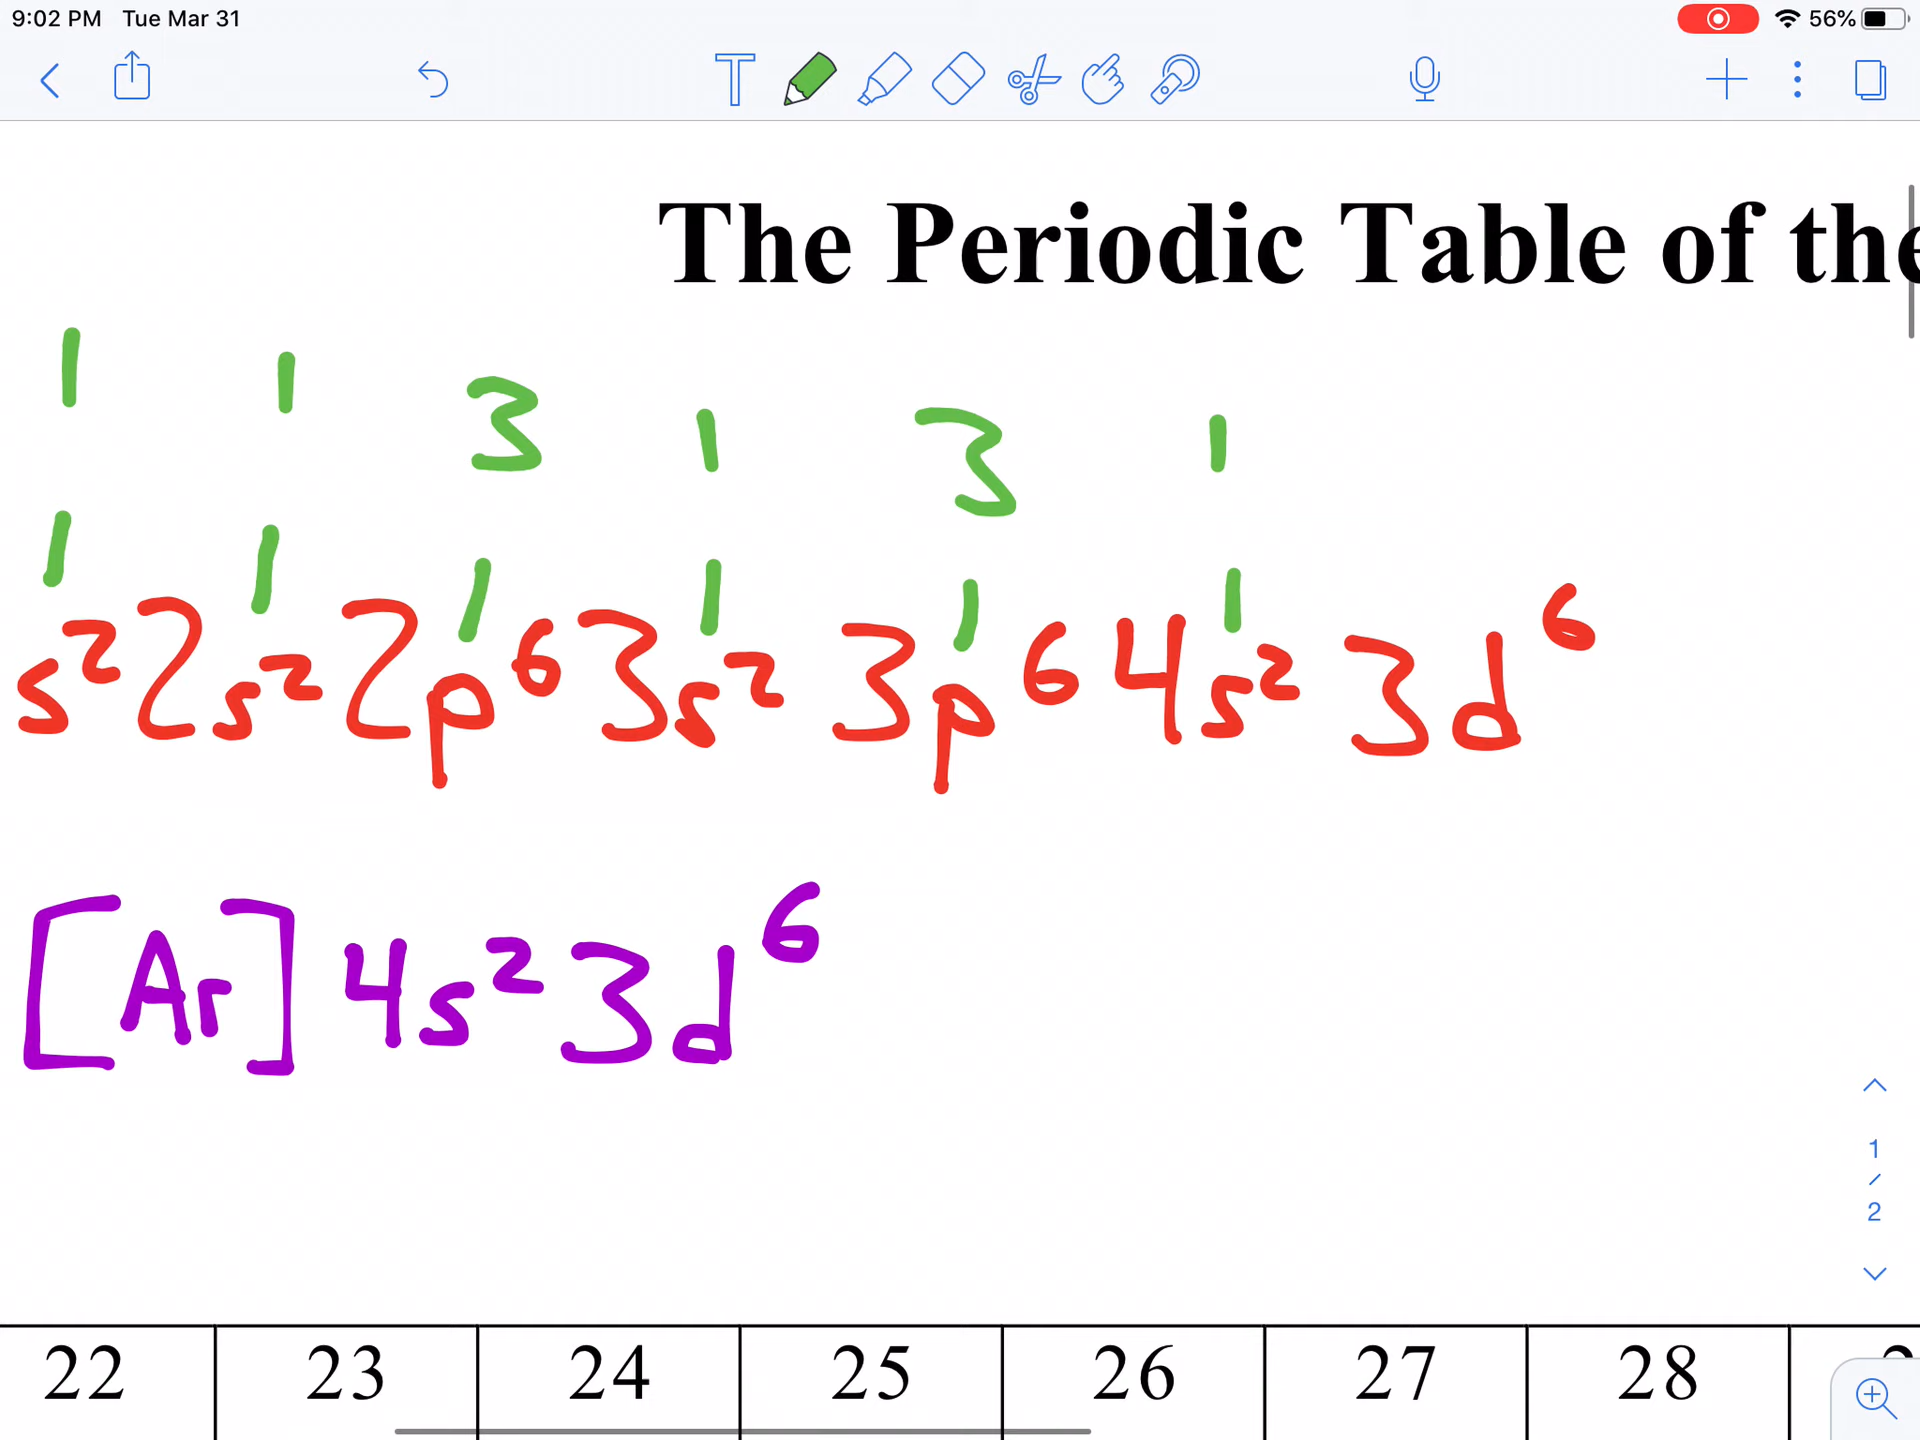 9:02 PM Tue Mar 31 56%
T
The Periodic Table of the
1 1 3 1 3 1
1 1 1 1 1 1
s² 2s² 2p⁶ 3s² 3p⁶ 4s² 3d⁶
[Ar] 4s² 3d⁶
1
/
2
22 23 24 25 26 27 28